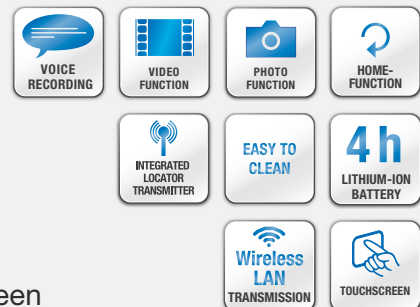 VOICE
RECORDING
VIDEO
FUNCTION
PHOTO
FUNCTION
HOME-
FUNCTION
INTEGRATED
LOCATOR
TRANSMITTER
EASY TO
CLEAN
4 h
LITHIUM-ION
BATTERY
Wireless
LAN
TRANSMISSION
TOUCHSCREEN
een